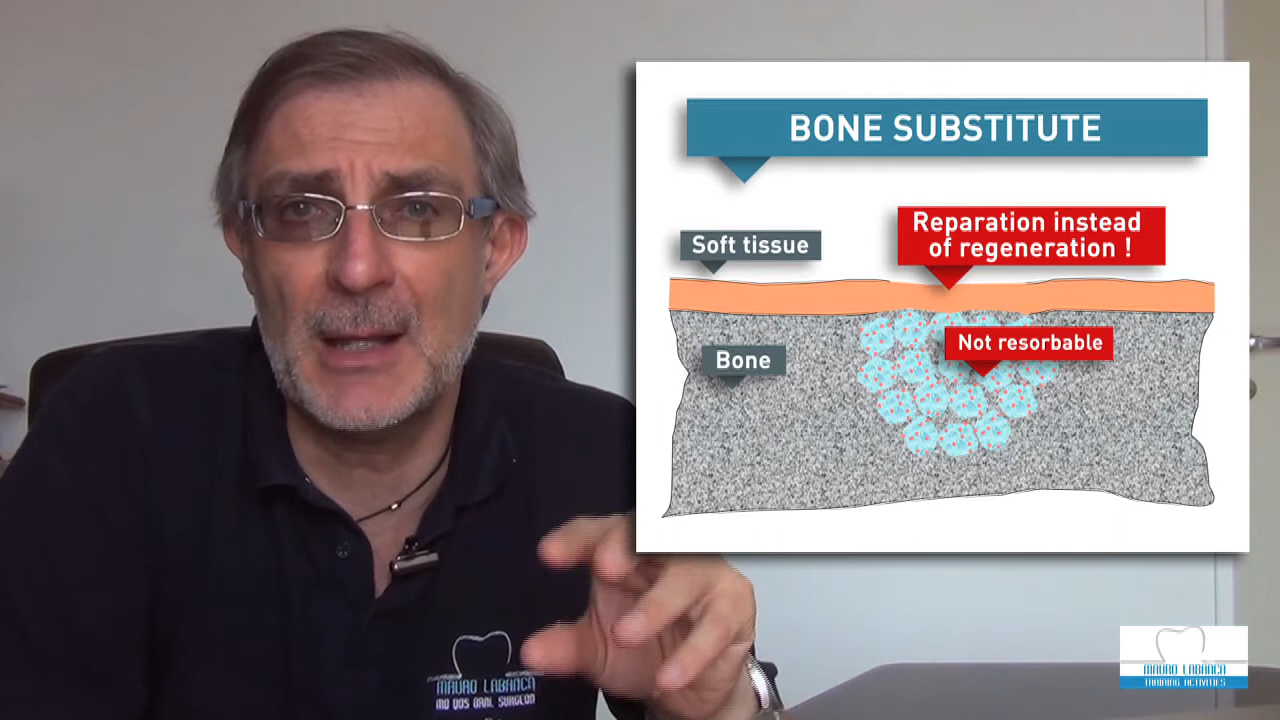 BONE SUBSTITUTE
Reparation instead
of regeneration !
Soft tissue
Not resorbable
Bone
MAURO LABANCA
MD DDS ORAL SURGEON
MAURO LABANCA
TRAINING ACTIVITIES